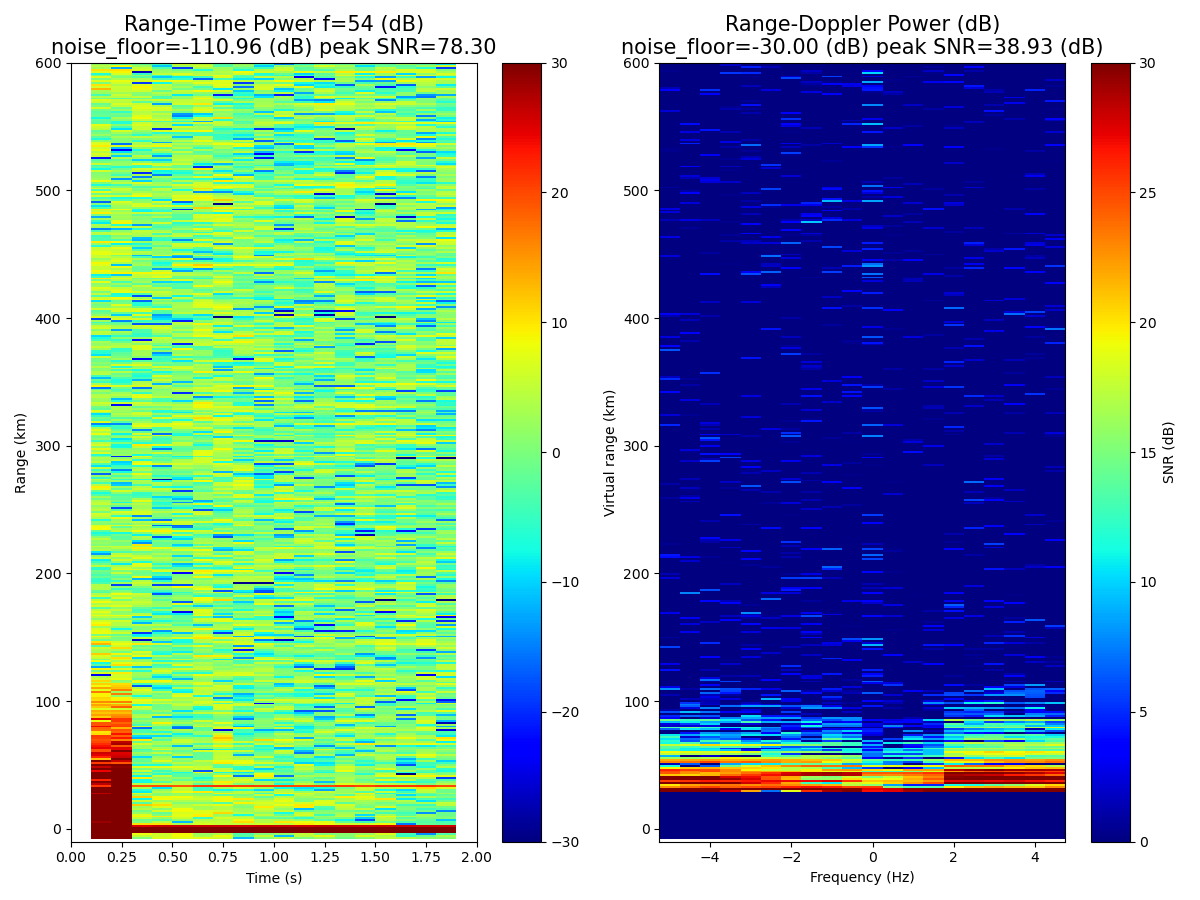 Range-Time Power f=54 (dB)
noise_floor=-110.96 (dB) peak SNR=78.30
Range (km)
600
500
400
300
200
100
0
0.00 0.25 0.50 0.75 1.00 1.25 1.50 1.75 2.00
Time (s)
30
20
10
0
−10
−20
−30
Range-Doppler Power (dB)
noise_floor=-30.00 (dB) peak SNR=38.93 (dB)
Virtual range (km)
600
500
400
300
200
100
0
−4 −2 0 2 4
Frequency (Hz)
30
25
20
15
10
5
0
SNR (dB)